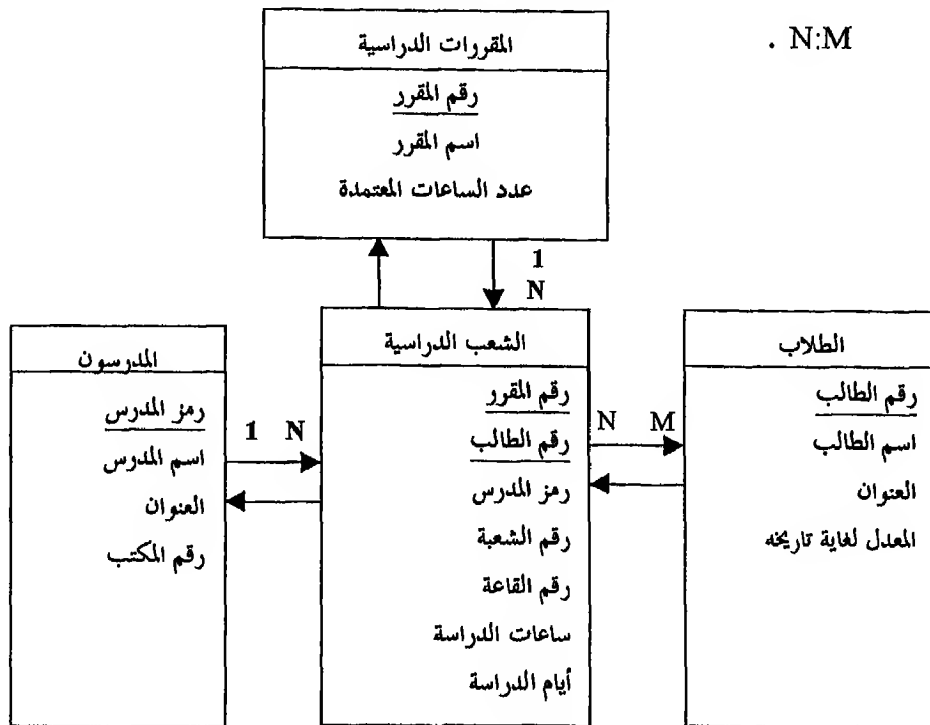 . N:M
المقررات الدراسية
رقم المقرر
اسم المقرر
عدد الساعات المعتمدة
1
N
الشعب الدراسية
رقم المقرر
رقم الطالب
رمز المدرس
رقم الشعبة
رقم القاعة
ساعات الدراسة
أيام الدراسة
الطلاب
رقم الطالب
اسم الطالب
العنوان
المعدل لغاية تاريخه
N M
المدرسون
رمز المدرس
اسم المدرس
العنوان
رقم المكتب
1 N